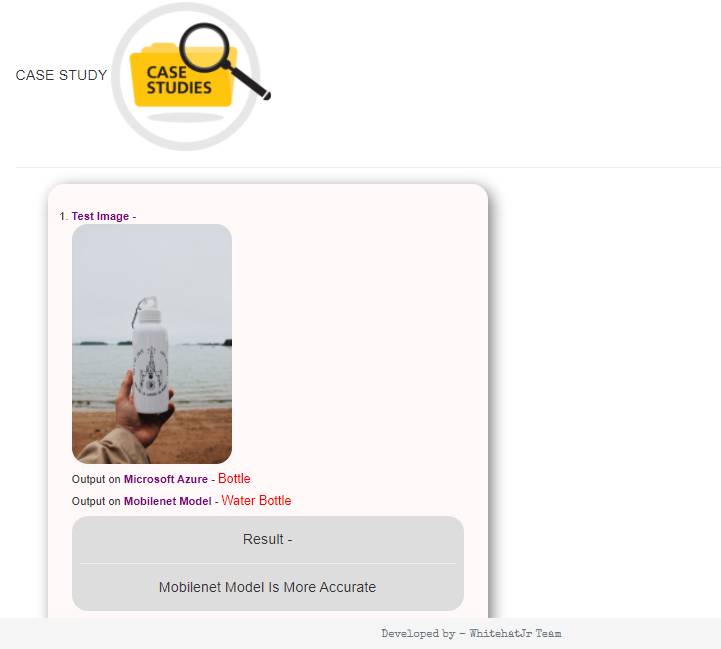 CASE STUDY
CASE
STUDIES
1. Test Image -
Output on Microsoft Azure - Bottle
Output on Mobilenet Model - Water Bottle
Result -
Mobilenet Model Is More Accurate
Developed by - WhitehatJr Team